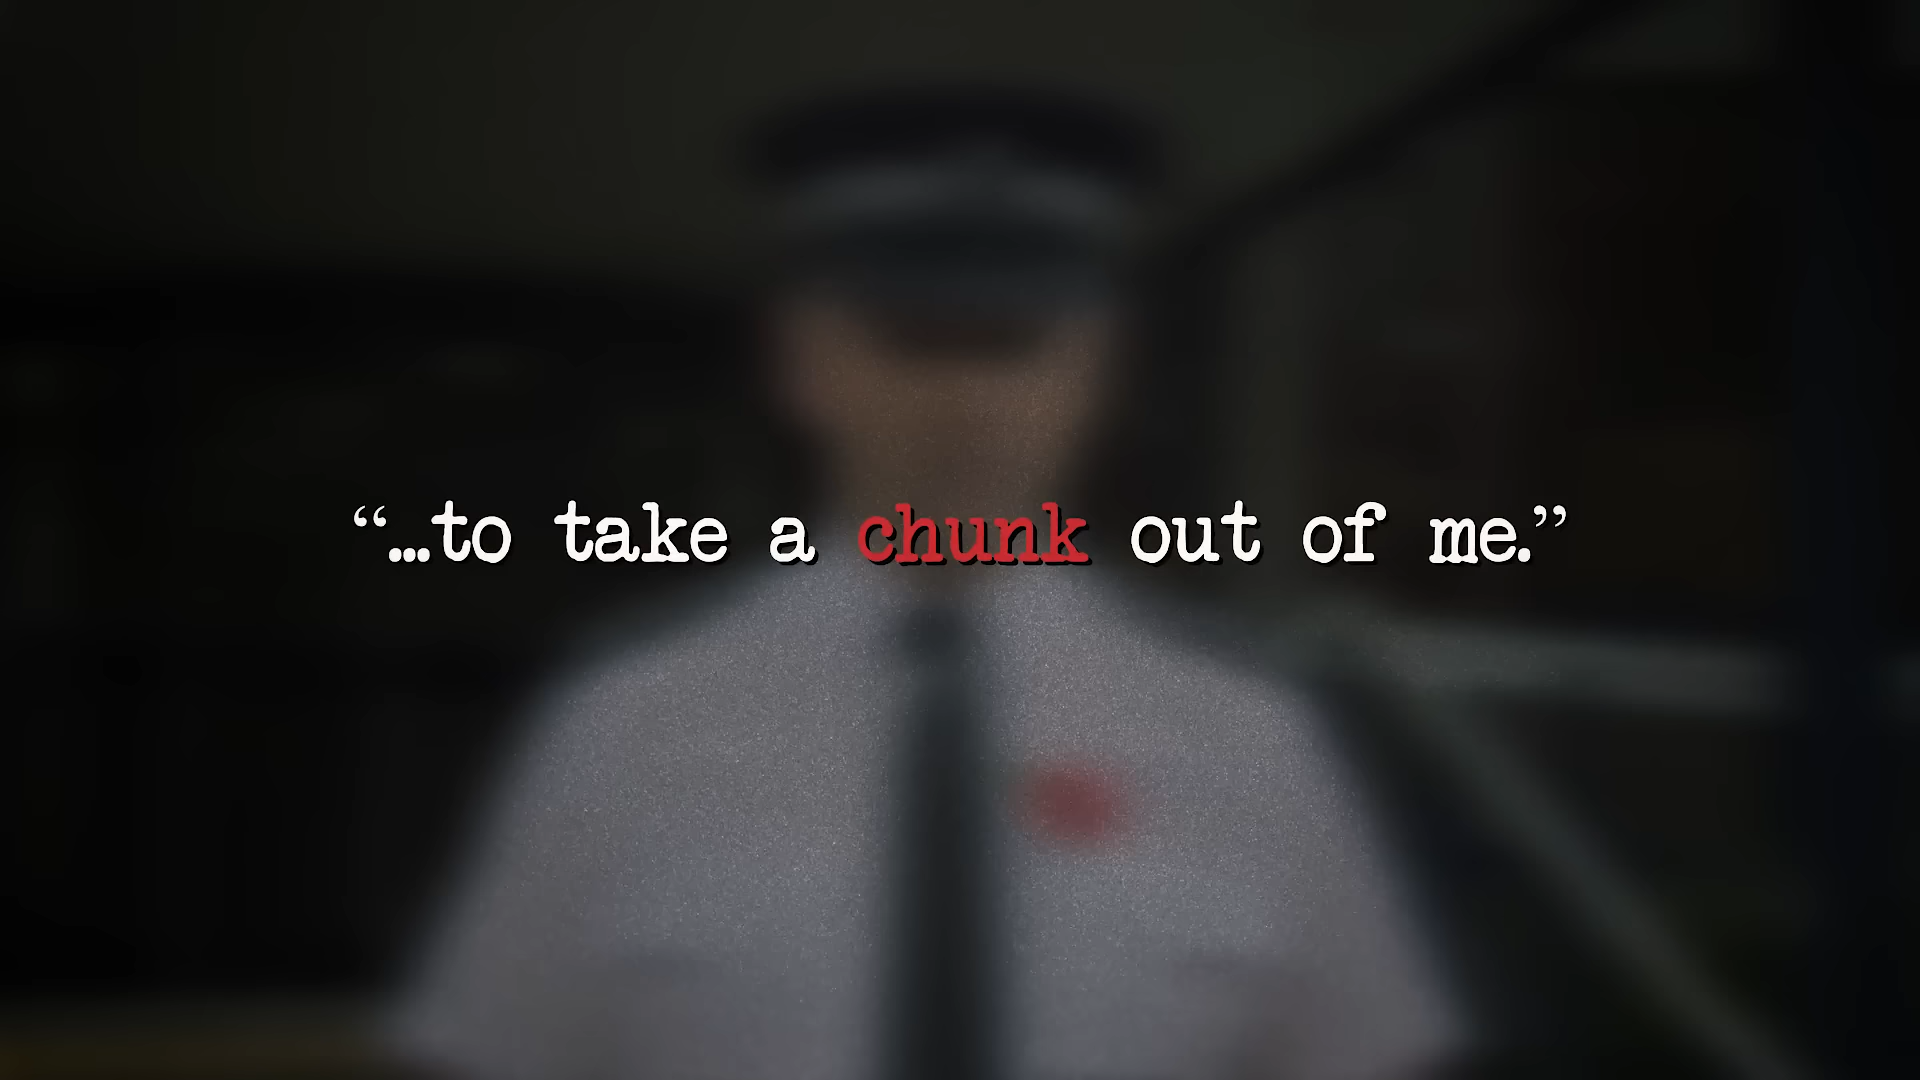 “…to take a chunk out of me.”